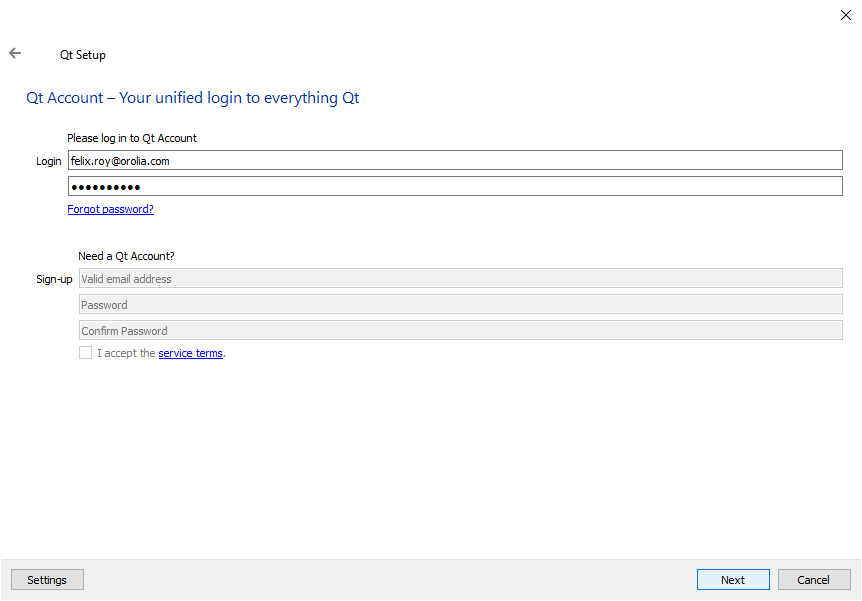 Qt Setup
Qt Account – Your unified login to everything Qt
Please log in to Qt Account
Login felix.roy@orolia.com
●●●●●●●●●●
Forgot password?
Need a Qt Account?
Sign-up Valid email address
Password
Confirm Password
I accept the service terms.
Settings Next Cancel